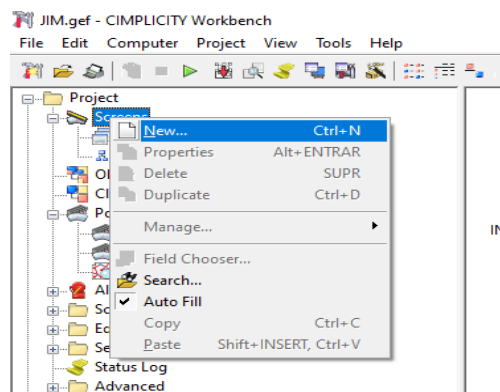 JIM.gef - CIMPLICITY Workbench
File Edit Computer Project View Tools Help
Project
Screens
New... Ctrl+N
Properties Alt+ENTRAR
Delete SUPR
Duplicate Ctrl+D
Manage...
Field Chooser...
Search...
Auto Fill
Copy Ctrl+C
Paste Shift+INSERT, Ctrl+V
Status Log
Advanced